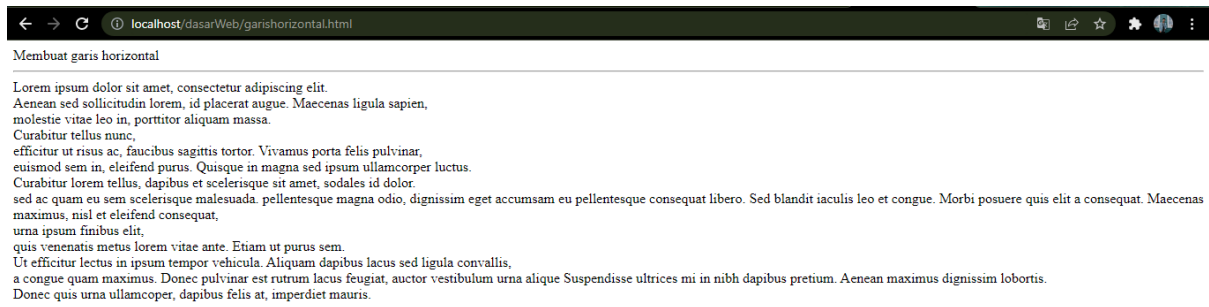 localhost/dasarWeb/garishorizontal.html
Membuat garis horizontal
Lorem ipsum dolor sit amet, consectetur adipiscing elit.
Aenean sed sollicitudin lorem, id placerat augue. Maecenas ligula sapien,
molestie vitae leo in, porttitor aliquam massa.
Curabitur tellus nunc,
efficitur ut risus ac, faucibus sagittis tortor. Vivamus porta felis pulvinar,
euismod sem in, eleifend purus. Quisque in magna sed ipsum ullamcorper luctus.
Curabitur lorem tellus, dapibus et scelerisque sit amet, sodales id dolor.
sed ac quam eu sem scelerisque malesuada. pellentesque magna odio, dignissim eget accumsam eu pellentesque consequat libero. Sed blandit iaculis leo et congue. Morbi posuere quis elit a consequat. Maecenas
maximus, nisl et eleifend consequat,
urna ipsum finibus elit,
quis venenatis metus lorem vitae ante. Etiam ut purus sem.
Ut efficitur lectus in ipsum tempor vehicula. Aliquam dapibus lacus sed ligula convallis,
a congue quam maximus. Donec pulvinar est rutrum lacus feugiat, auctor vestibulum urna alique Suspendisse ultrices mi in nibh dapibus pretium. Aenean maximus dignissim lobortis.
Donec quis urna ullamcoper, dapibus felis at, imperdiet mauris.